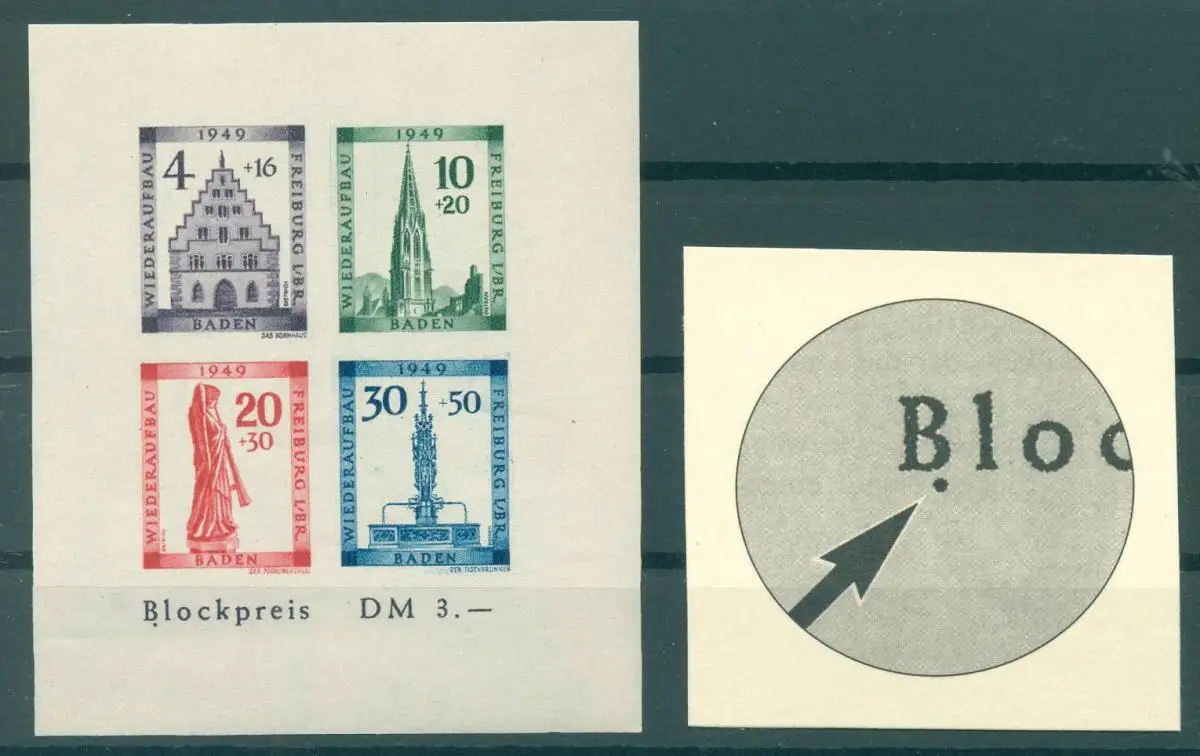 1949
4 +16
WIEDERAUFBAU
FREIBURG I/BR.
DIETRICH
BADEN
DAS KORNHAUS
1949
10
+20
WIEDERAUFBAU
FREIBURG I/BR.
BADEN
1949
20
+30
WIEDERAUFBAU
FREIBURG I/BR.
BADEN
1949
30 +50
WIEDERAUFBAU
FREIBURG I/BR.
BADEN
DER FISCHBRUNNEN
Blockpreis DM 3.—
Bloc